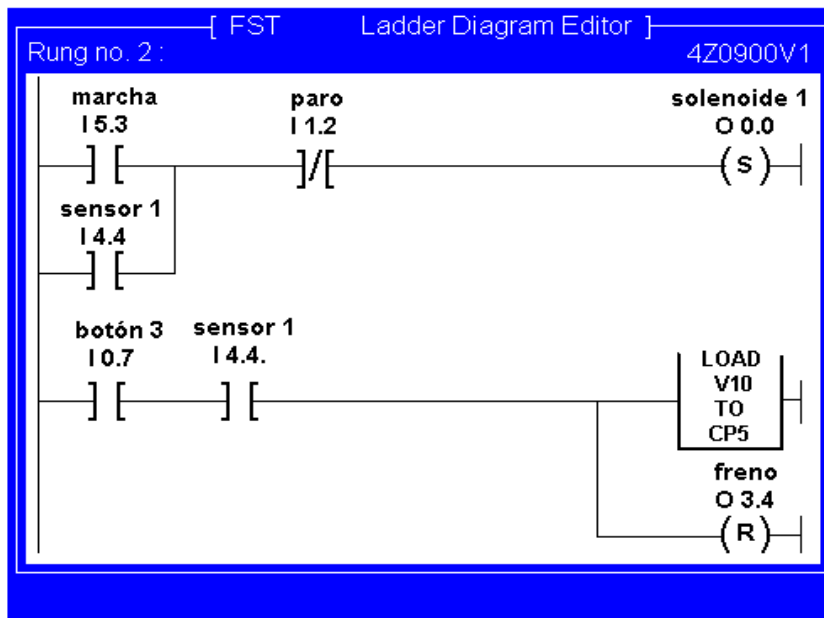 [ FST Ladder Diagram Editor ]
Rung no. 2 : 4Z0900V1
marcha paro solenoide 1
I 5.3 I 1.2 O 0.0
S
sensor 1
I 4.4
botón 3 sensor 1
I 0.7 I 4.4.
LOAD
V10
TO
CP5
freno
O 3.4
R